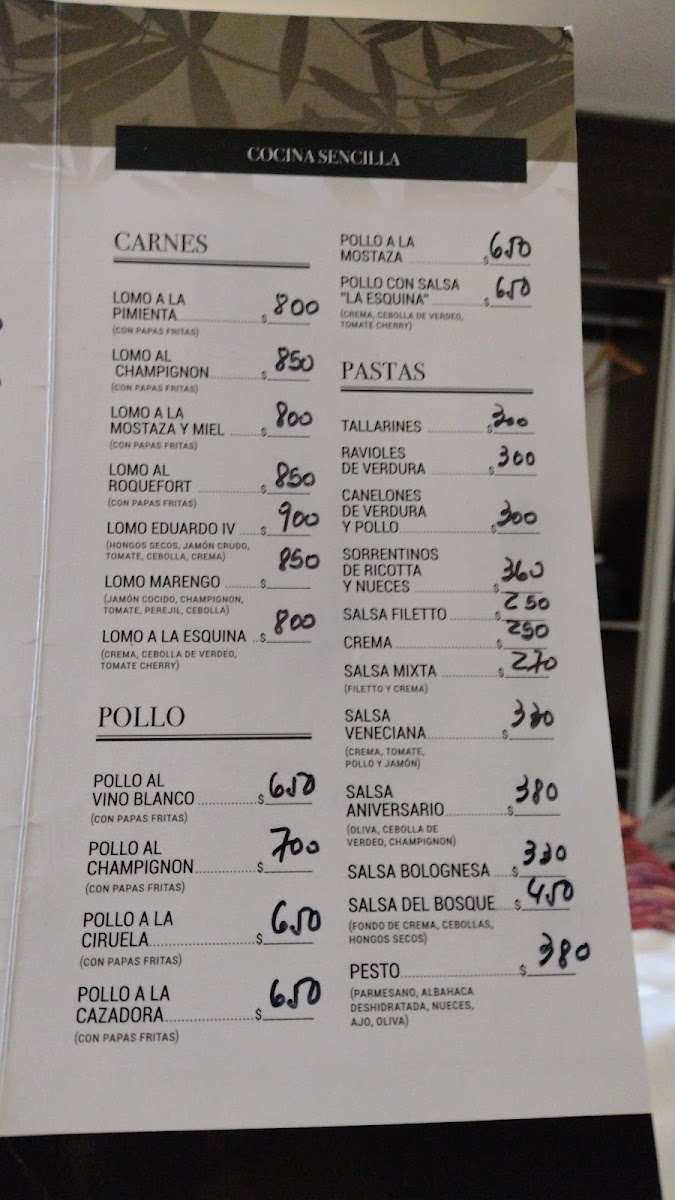 COCINA SENCILLA
CARNES
LOMO A LA
PIMIENTA $ 800
(CON PAPAS FRITAS)
LOMO AL
CHAMPIGNON $ 850
(CON PAPAS FRITAS)
LOMO A LA
MOSTAZA Y MIEL $ 800
(CON PAPAS FRITAS)
LOMO AL
ROQUEFORT $ 850
(CON PAPAS FRITAS)
LOMO EDUARDO IV $ 900
(HONGOS SECOS, JAMÓN CRUDO,
TOMATE, CEBOLLA, CREMA)
LOMO MARENGO $ 850
(JAMÓN COCIDO, CHAMPIGNON,
TOMATE, PEREJIL, CEBOLLA)
LOMO A LA ESQUINA $ 800
(CREMA, CEBOLLA DE VERDEO,
TOMATE CHERRY)
POLLO
POLLO AL
VINO BLANCO $ 650
(CON PAPAS FRITAS)
POLLO AL
CHAMPIGNON $ 700
(CON PAPAS FRITAS)
POLLO A LA
CIRUELA $ 650
(CON PAPAS FRITAS)
POLLO A LA
CAZADORA $ 650
(CON PAPAS FRITAS)
POLLO A LA
MOSTAZA $ 650
POLLO CON SALSA
"LA ESQUINA" $ 650
(CREMA, CEBOLLA DE VERDEO,
TOMATE CHERRY)
PASTAS
TALLARINES $ 300
RAVIOLES
DE VERDURA $ 300
CANELONES
DE VERDURA
Y POLLO $ 300
SORRENTINOS
DE RICOTTA
Y NUECES $ 360
SALSA FILETTO $ 250
CREMA $ 250
SALSA MIXTA $ 270
(FILETTO Y CREMA)
SALSA
VENECIANA $ 330
(CREMA, TOMATE,
POLLO Y JAMÓN)
SALSA
ANIVERSARIO $ 380
(OLIVA, CEBOLLA DE
VERDEO, CHAMPIGNON)
SALSA BOLOGNESA $ 330
SALSA DEL BOSQUE $ 450
(FONDO DE CREMA, CEBOLLAS,
HONGOS SECOS)
PESTO $ 380
(PARMESANO, ALBAHACA
DESHIDRATADA, NUECES,
AJO, OLIVA)